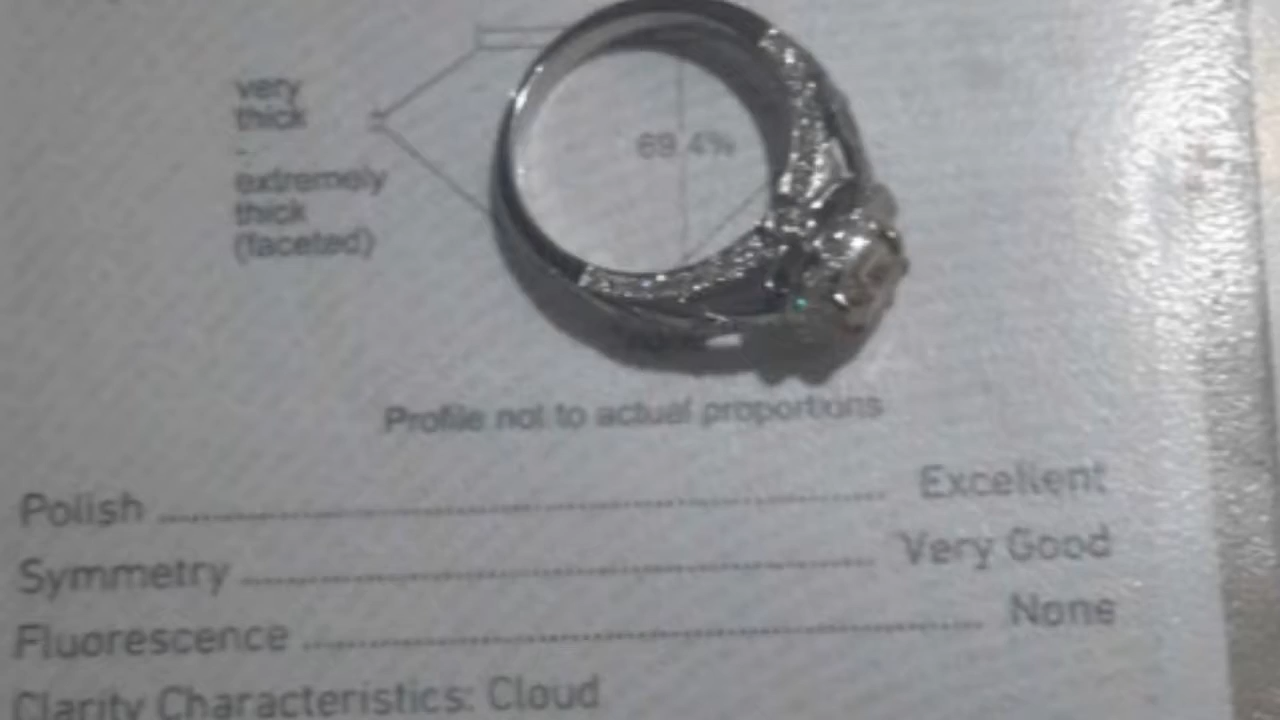 very
thick
-
extremely
thick
(faceted)
69.4%
Profile not to actual proportions
Polish ........ Excellent
Symmetry ........ Very Good
Fluorescence ........ None
Clarity Characteristics: Cloud